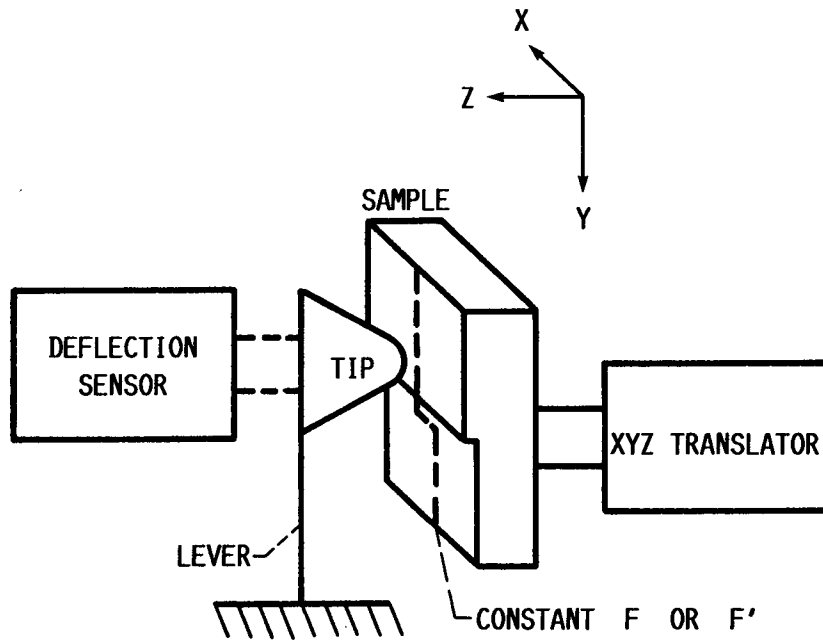 X
Z
Y
SAMPLE
DEFLECTION
SENSOR
TIP
XYZ TRANSLATOR
LEVER
CONSTANT F OR F'